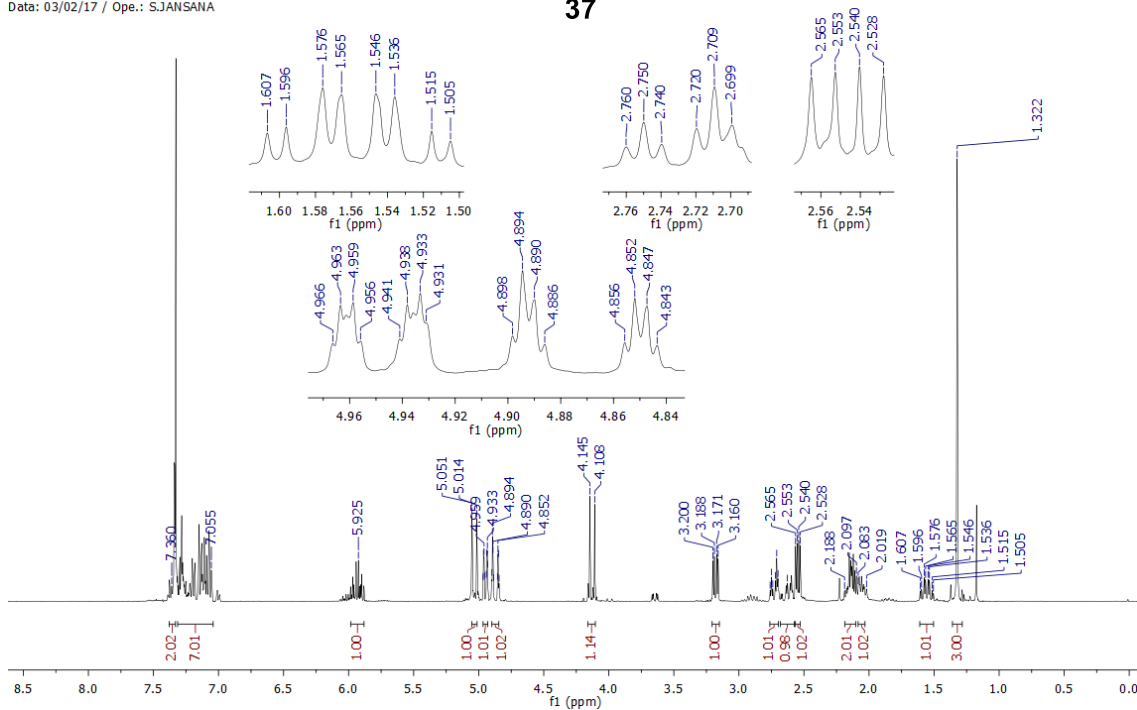 Data: 03/02/17 / Ope.: S.JANSANA
37
1.607 1.596 1.576 1.565 1.546 1.536 1.515 1.505
1.60 1.58 1.56 1.54 1.52 1.50
f1 (ppm)
2.760 2.750 2.740 2.720 2.709 2.699
2.76 2.74 2.72 2.70
f1 (ppm)
2.565 2.553 2.540 2.528
2.56 2.54
f1 (ppm)
1.322
4.966 4.963 4.959 4.956 4.941 4.938 4.933 4.931 4.898 4.894 4.890 4.886 4.856 4.852 4.847 4.843
4.96 4.94 4.92 4.90 4.88 4.86 4.84
f1 (ppm)
7.360 7.055 5.925 5.051 5.014 4.959 4.933 4.894 4.890 4.852 4.145 4.108 3.200 3.188 3.171 3.160 2.565 2.553 2.540 2.528 2.188 2.097 2.083 2.019 1.607 1.596 1.576 1.565 1.546 1.536 1.515 1.505
2.02 7.01 1.00 1.00 1.01 1.02 1.14 1.00 1.01 0.98 1.02 2.01 1.02 1.01 3.00
8.5 8.0 7.5 7.0 6.5 6.0 5.5 5.0 4.5 4.0 3.5 3.0 2.5 2.0 1.5 1.0 0.5 0.0
f1 (ppm)